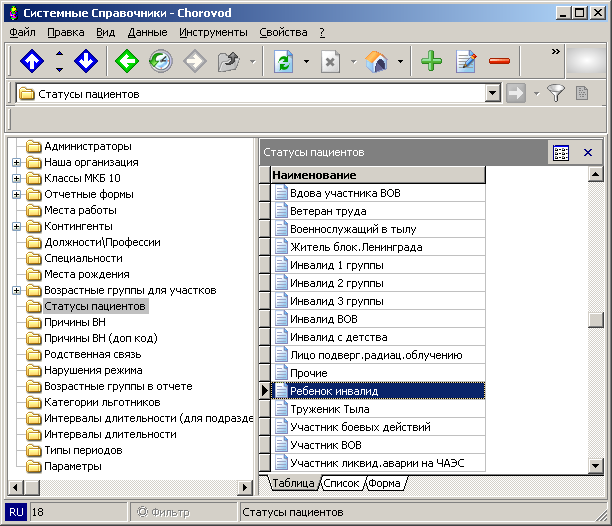 Системные Справочники - Chorovod
Файл Правка Вид Данные Инструменты Свойства ?
»
Статусы пациентов
Администраторы
Наша организация
Классы МКБ 10
Отчетные формы
Места работы
Контингенты
Должности\Профессии
Специальности
Места рождения
Возрастные группы для участков
Статусы пациентов
Причины ВН
Причины ВН (доп код)
Родственная связь
Нарушения режима
Возрастные группы в отчете
Категории льготников
Интервалы длительности (для подразде
Интервалы длительности
Типы периодов
Параметры
Статусы пациентов
Наименование
Вдова участника ВОВ
Ветеран труда
Военнослужащий в тылу
Житель блок.Ленинграда
Инвалид 1 группы
Инвалид 2 группы
Инвалид 3 группы
Инвалид ВОВ
Инвалид с детства
Лицо подверг.радиац.облучению
Прочие
Ребенок инвалид
Труженик Тыла
Участник боевых действий
Участник ВОВ
Участник ликвид.аварии на ЧАЭС
Таблица Список Форма
RU 18 Фильтр Статусы пациентов